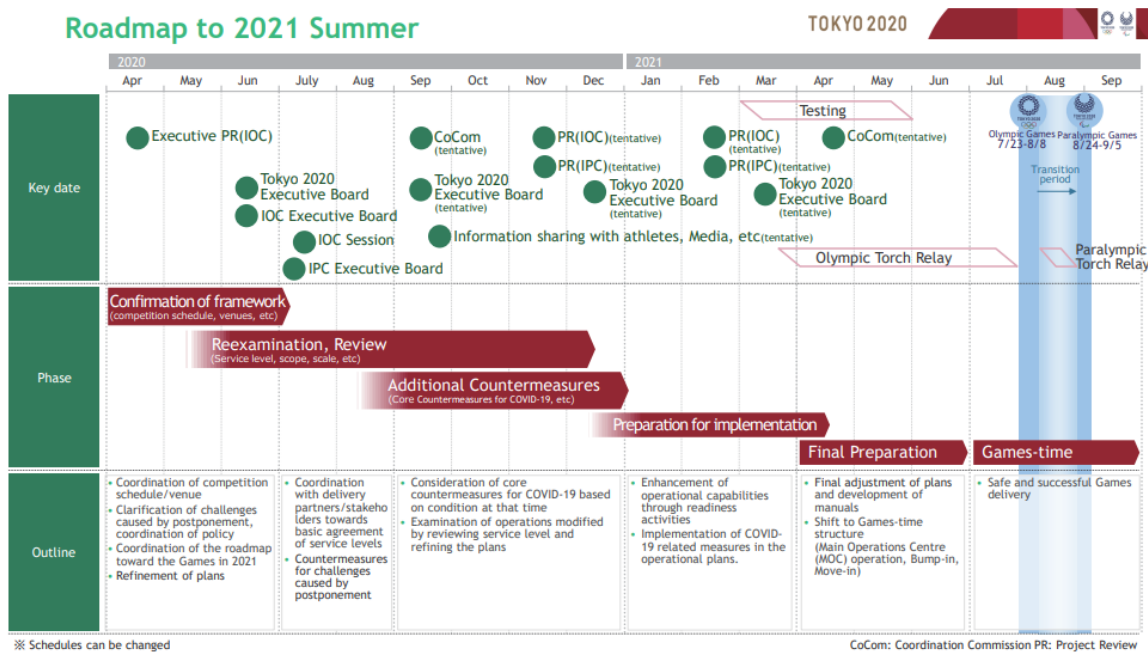 Roadmap to 2021 Summer
TOKYO 2020
2020
2021
Apr May Jun July Aug Sep Oct Nov Dec Jan Feb Mar Apr May Jun Jul Aug Sep
Key date
Executive PR(IOC)
Tokyo 2020
Executive Board
IOC Executive Board
IOC Session
IPC Executive Board
CoCom
(tentative)
Tokyo 2020
Executive Board
(tentative)
Information sharing with athletes, Media, etc(tentative)
PR(IOC)(tentative)
PR(IPC)(tentative)
Tokyo 2020
Executive Board
(tentative)
Testing
PR(IOC)
(tentative)
PR(IPC)(tentative)
Tokyo 2020
Executive Board
(tentative)
CoCom(tentative)
Olympic Torch Relay
Olympic Games
7/23-8/8
Paralympic Games
8/24-9/5
Transition
period
Paralympic
Torch Relay
Phase
Confirmation of framework
(competition schedule, venues, etc)
Reexamination, Review
(Service level, scope, scale, etc)
Additional Countermeasures
(Core Countermeasures for COVID-19, etc)
Preparation for implementation
Final Preparation
Games-time
Outline
• Coordination of competition
schedule/venue
• Clarification of challenges
caused by postponement,
coordination of policy
• Coordination of the roadmap
toward the Games in 2021
• Refinement of plans
• Coordination
with delivery
partners/stakeho
lders towards
basic agreement
of service levels
• Countermeasures
for challenges
caused by
postponement
• Consideration of core
countermeasures for COVID-19 based
on condition at that time
• Examination of operations modified
by reviewing service level and
refining the plans
• Enhancement of
operational capabilities
through readiness
activities
• Implementation of COVID-
19 related measures in the
operational plans.
• Final adjustment of plans
and development of
manuals
• Shift to Games-time
structure
(Main Operations Centre
(MOC) operation, Bump-in,
Move-in)
• Safe and successful Games
delivery
※ Schedules can be changed
CoCom: Coordination Commission PR: Project Review